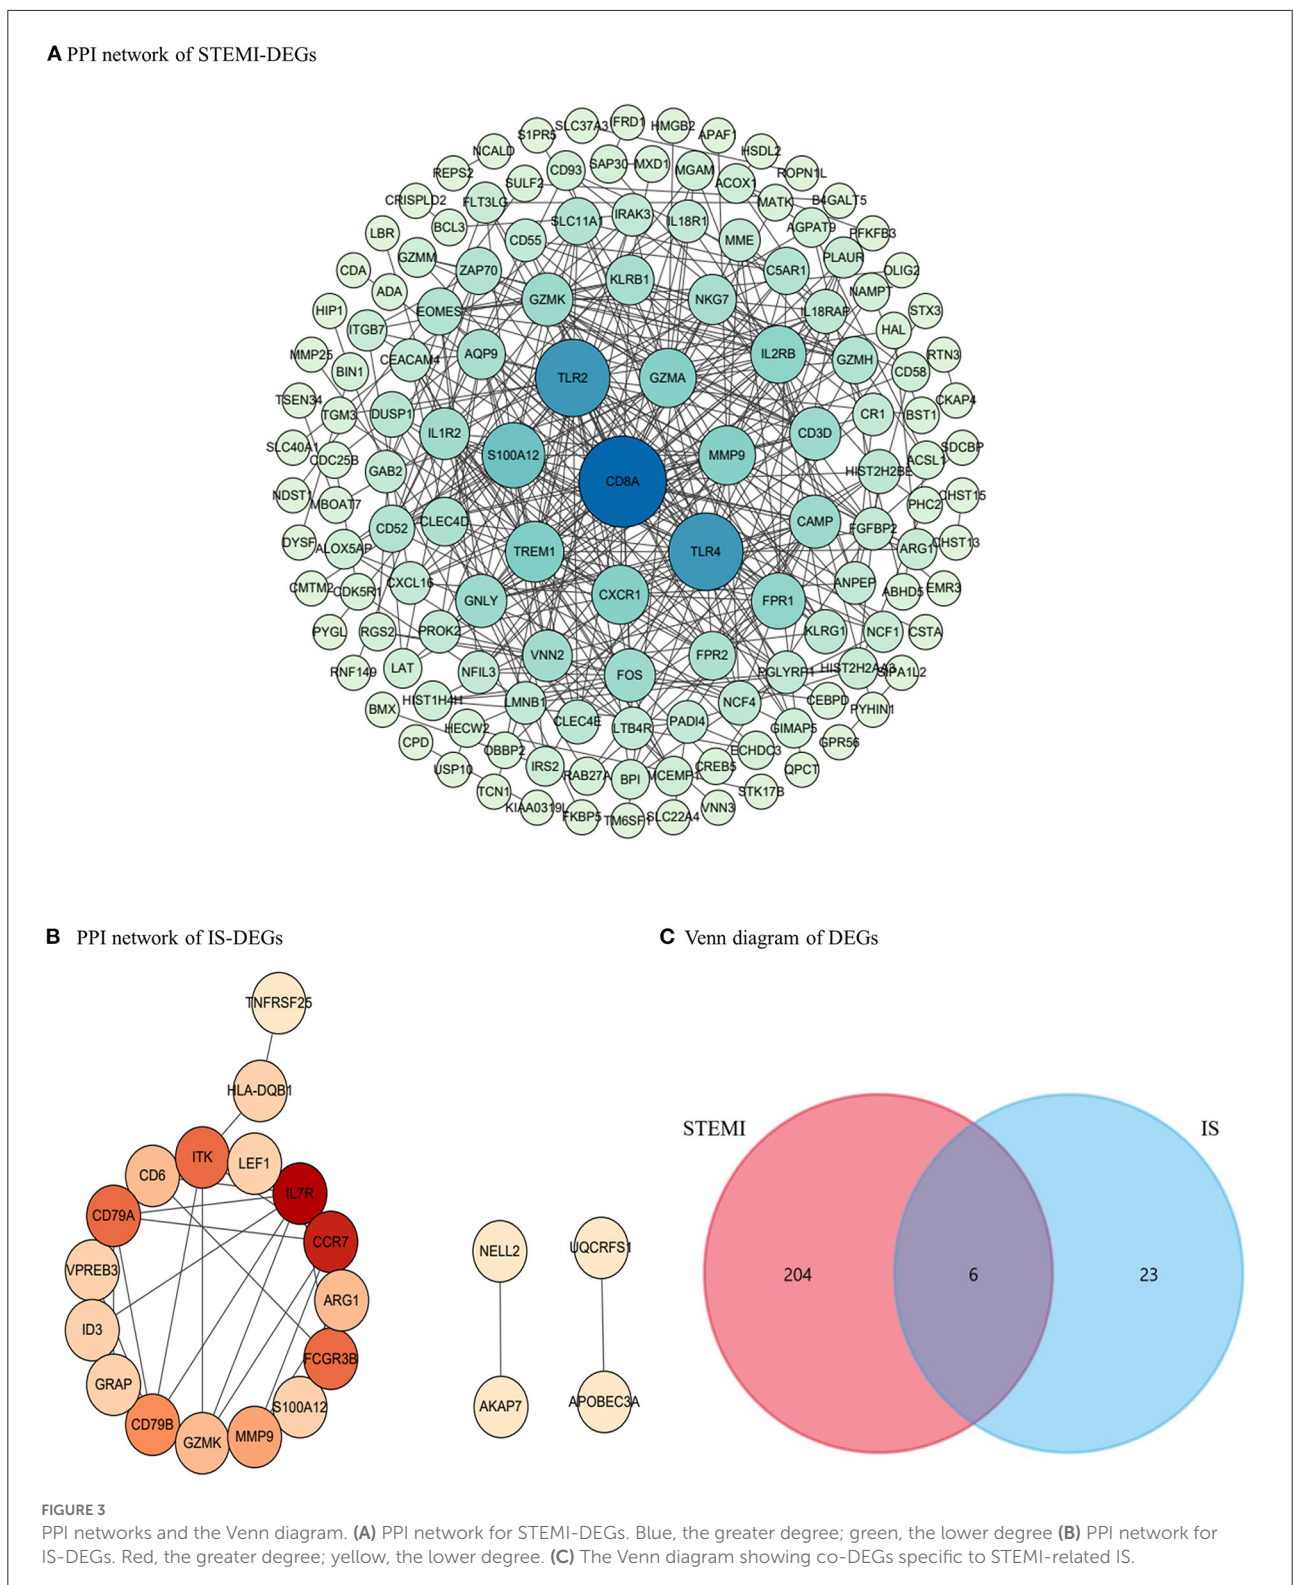 A PPI network of STEMI-DEGs
SLC37A3 IFRD1 HMGB2
S1PR5 APAF1
NCALD HSDL2
REPS2 CD93 SAP30 MXD1 MGAM ROPN1L
SULF2 ACOX1
CRISPLD2 FLT3LG MATK B4GALT5
LBR BCL3 SLC11A1 IRAK3 IL18R1 AGPAT9 PFKFB3
CD55 MME
CDA GZMM ZAP70 KLRB1 C5AR1 PLAUR OLIG2
ADA GZMK NKG7 NAMPT
HIP1 EOMES IL18RAP STX3
ITGB7 HAL
MMP25 CEACAM4 AQP9 IL2RB GZMH RTN3
BIN1 TLR2 GZMA CD58
TSEN34 TGM3 DUSP1 CR1 BST1 CKAP4
SLC40A1 IL1R2 CD3D SDCBP
CDC25B GAB2 S100A12 MMP9 HIST2H2BE ACSL1
NDST1 MBOAT7 CD8A PHC2 CHST15
CD52 CLEC4D CAMP FGFBP2
DYSF ALOX5AP TREM1 TLR4 ARG1 CHST13
CMTM2 CDK5R1 CXCL16 ANPEP ABHD5 EMR3
GNLY CXCR1 FPR1
PYGL RGS2 PROK2 KLRG1 NCF1 CSTA
RNF149 LAT NFIL3 VNN2 FOS FPR2 PGLYRP1 HIST2H2AA3 SIPA1L2
BMX HIST1H4H LMNB1 NCF4 CEBPD PYHIN1
HECW2 CLEC4E LTB4R PADI4 GIMAP5
CPD OBBP2 ECHDC3 GPR56
USP10 IRS2 RAB27A BPI MCEMP1 CREB5 QPCT
TCN1 STK17B
KIAA0319L FKBP5 TM6SF1 SLC22A4 VNN3
B PPI network of IS-DEGs
TNFRSF25
HLA-DQB1
ITK LEF1
CD6 IL7R
CD79A CCR7
VPREB3 ARG1
ID3 FCGR3B
GRAP S100A12
CD79B GZMK MMP9
NELL2 UQCRFS1
AKAP7 APOBEC3A
C Venn diagram of DEGs
STEMI IS
204 6 23
FIGURE 3
PPI networks and the Venn diagram. (A) PPI network for STEMI-DEGs. Blue, the greater degree; green, the lower degree (B) PPI network for
IS-DEGs. Red, the greater degree; yellow, the lower degree. (C) The Venn diagram showing co-DEGs specific to STEMI-related IS.